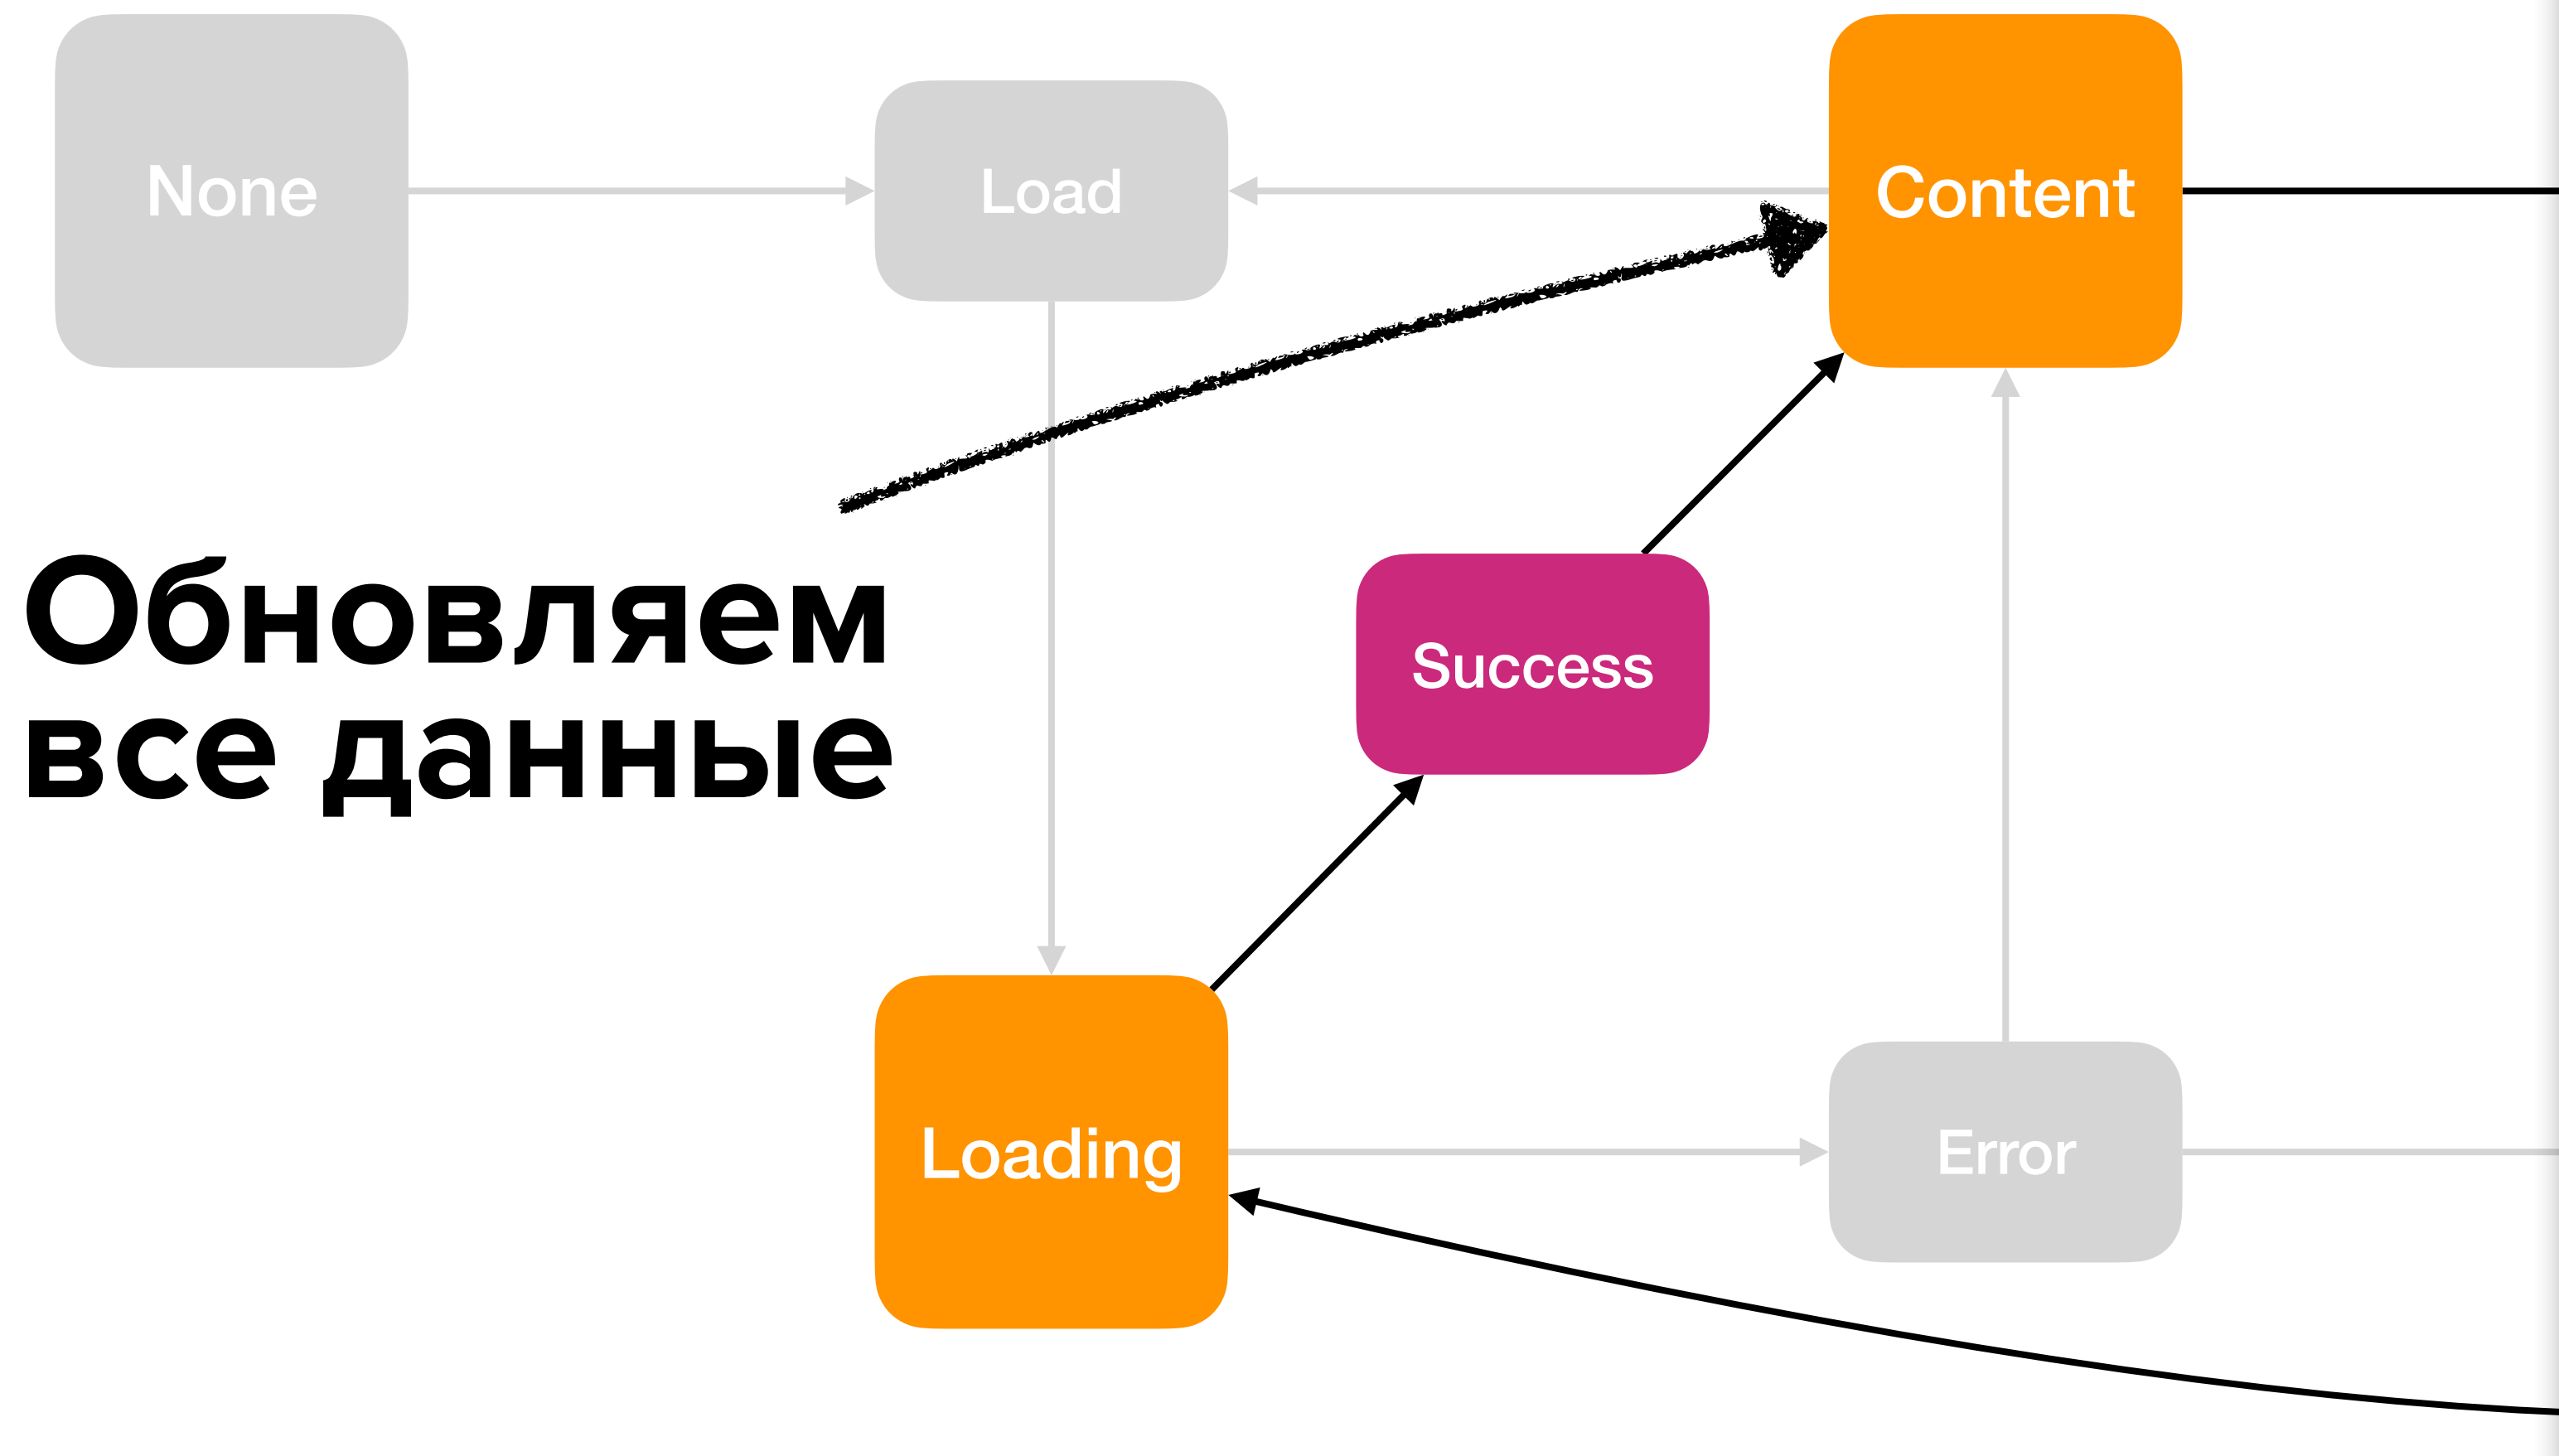 None
Load
Content
Обновляем
все данные
Success
Loading
Error